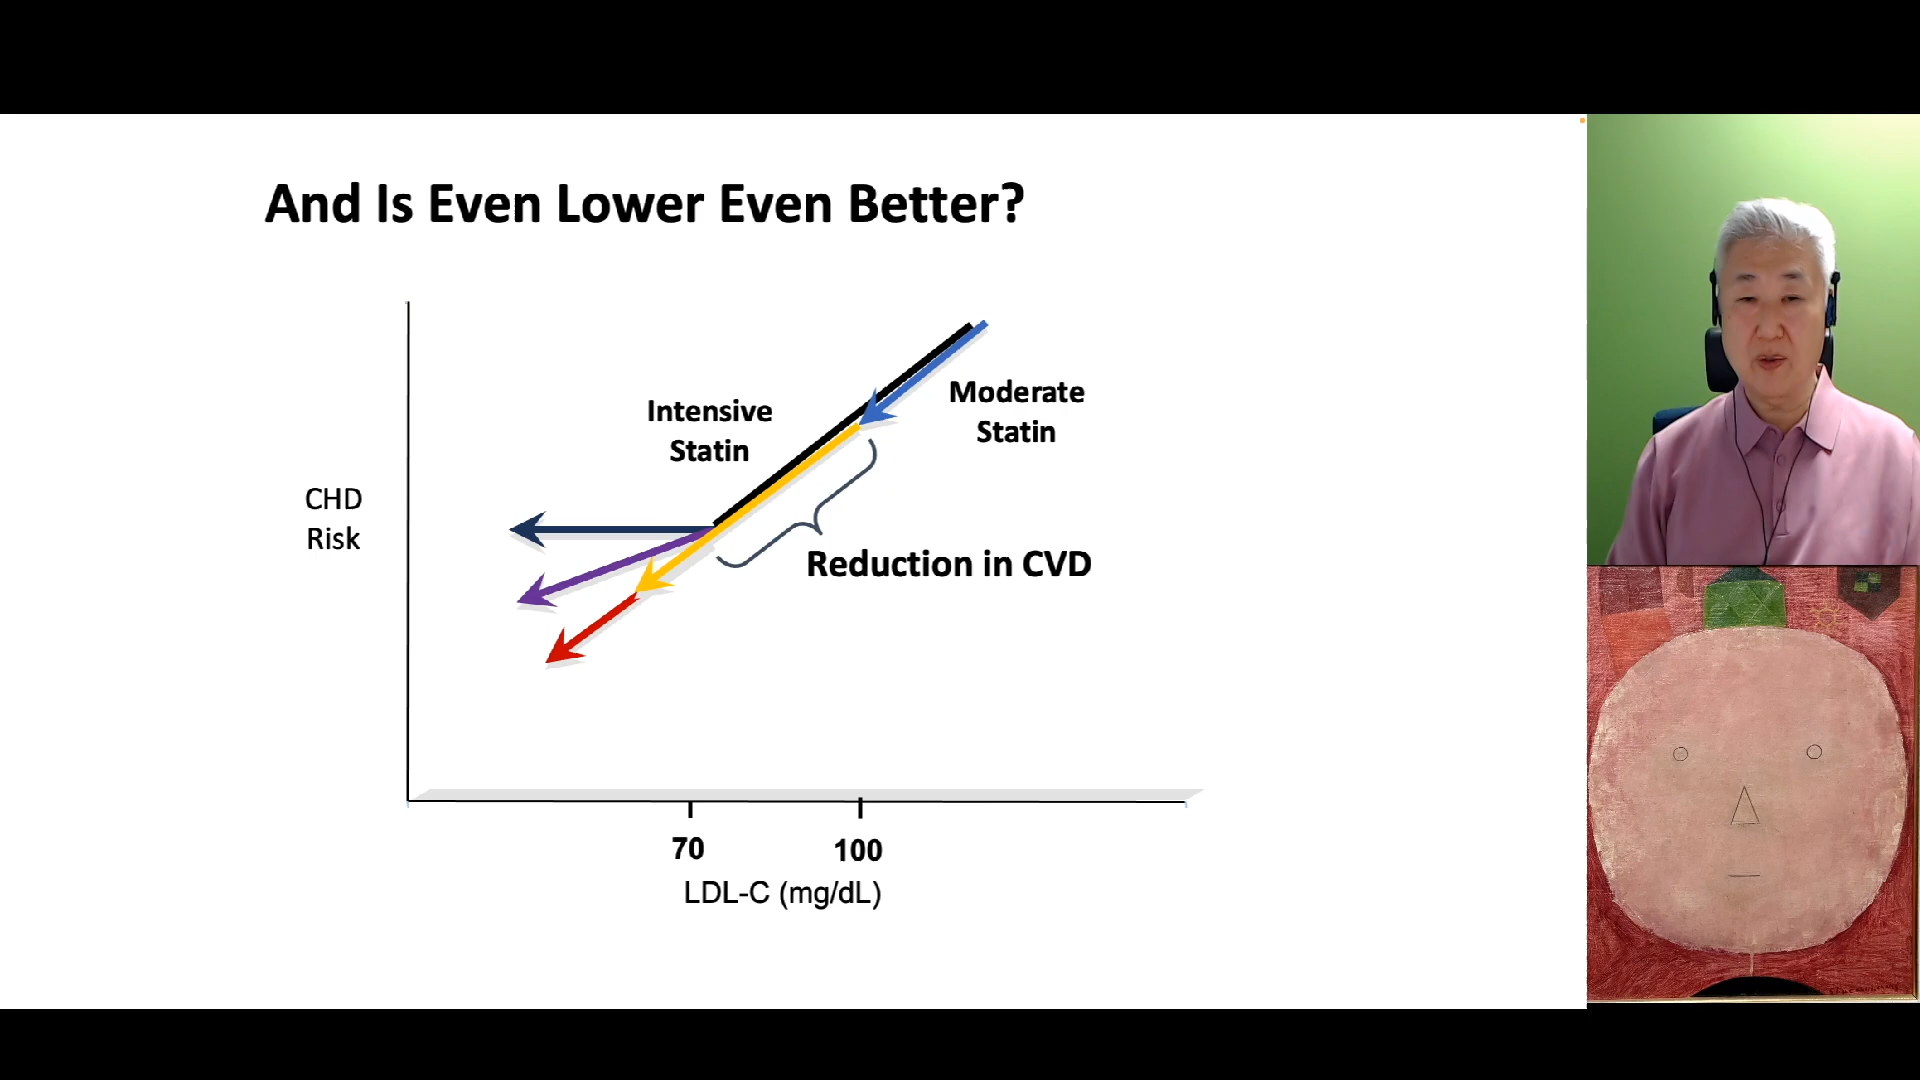 And Is Even Lower Even Better?
Intensive
Statin
Moderate
Statin
CHD
Risk
Reduction in CVD
70
100
LDL-C (mg/dL)